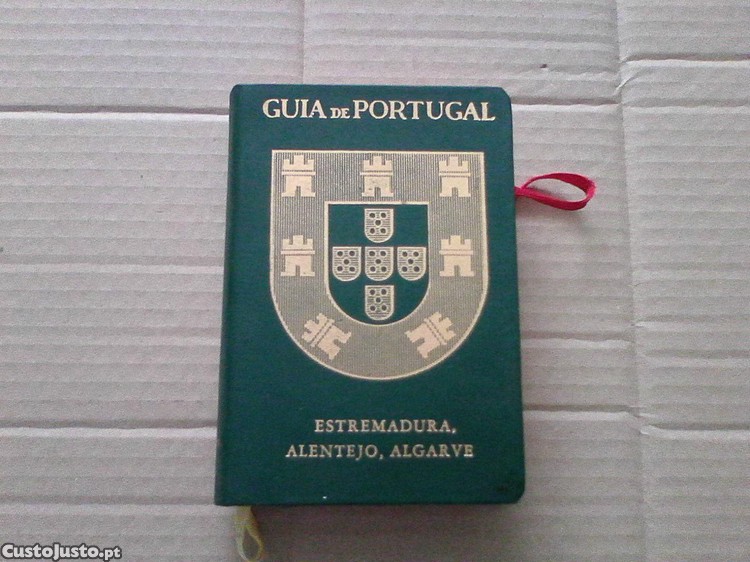 GUIA DE PORTUGAL
ESTREMADURA,
ALENTEJO, ALGARVE
CustoJusto.pt